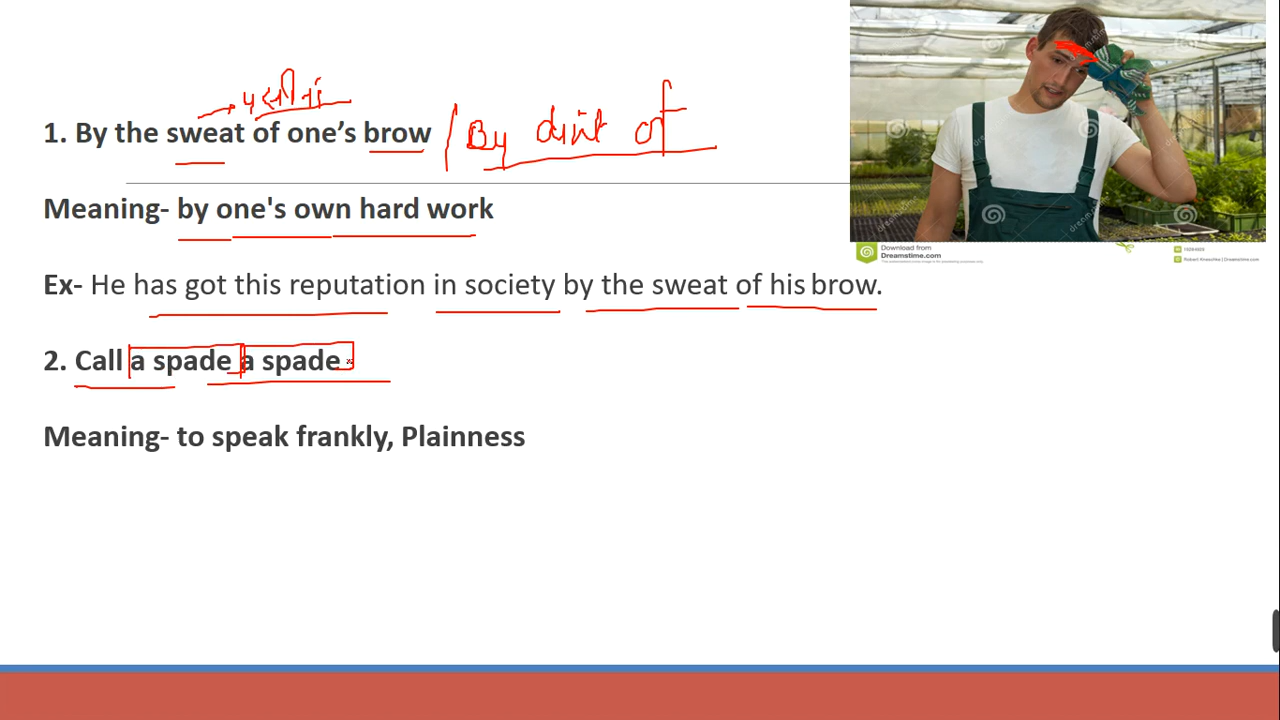 1. By the sweat of one’s brow / By dint of
Meaning- by one's own hard work
Ex- He has got this reputation in society by the sweat of his brow.
2. Call a spade a spade
Meaning- to speak frankly, Plainness
Download from
Dreamstime.com